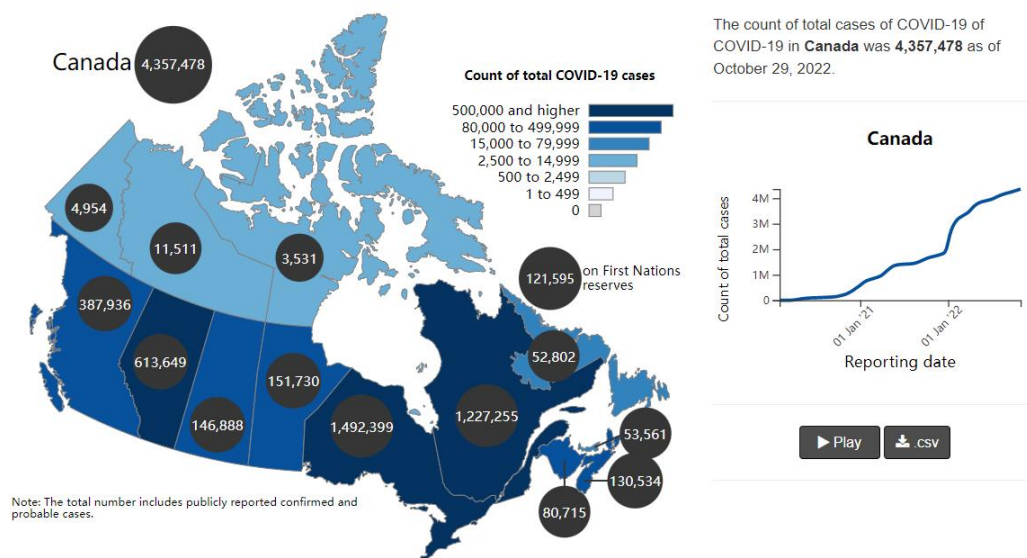 Canada
4,357,478
Count of total COVID-19 cases
500,000 and higher
80,000 to 499,999
15,000 to 79,999
2,500 to 14,999
500 to 2,499
1 to 499
0
4,954
11,511
3,531
121,595
on First Nations
reserves
387,936
613,649
146,888
151,730
1,492,399
1,227,255
52,802
53,561
130,534
80,715
Note: The total number includes publicly reported confirmed and
probable cases.
The count of total cases of COVID-19 of
COVID-19 in Canada was 4,357,478 as of
October 29, 2022.
Canada
Count of total cases
4M
3M
2M
1M
0
01 Jan '21
01 Jan '22
Reporting date
Play
.csv